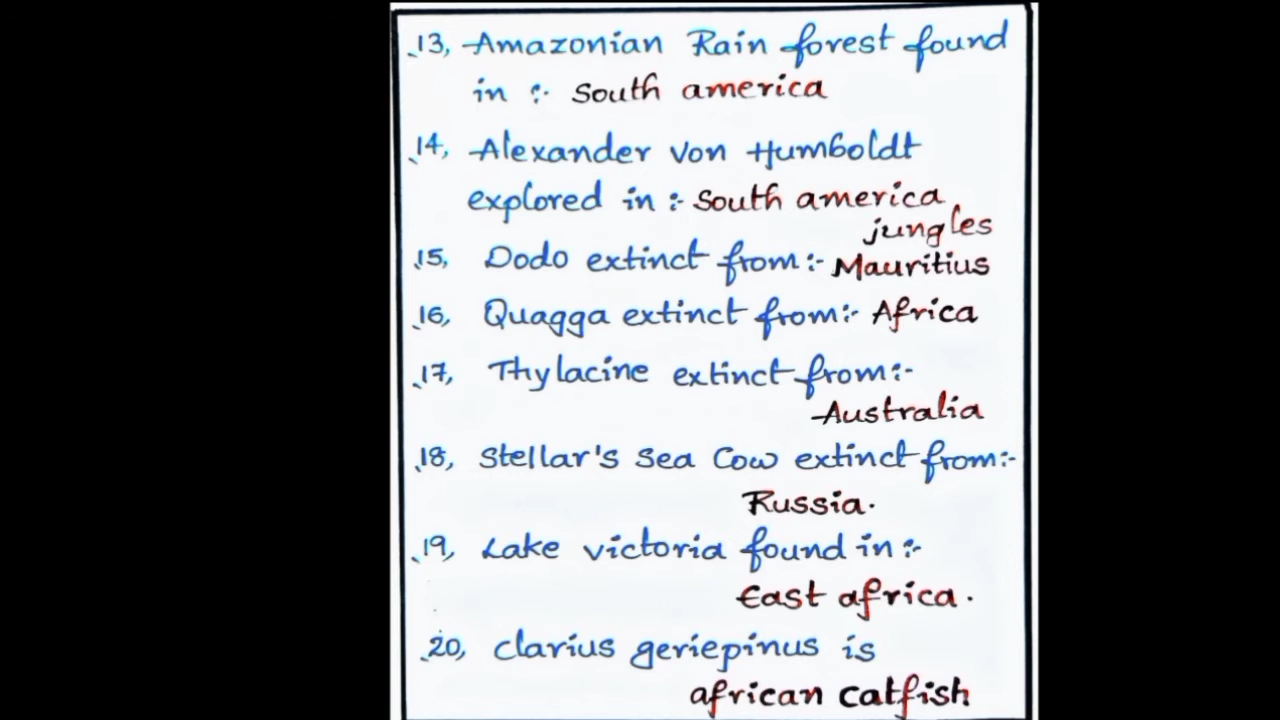 13, Amazonian Rain forest found
in :- South america
14, Alexander von Humboldt
explored in :- South america
jungles
15, Dodo extinct from :- Mauritius
16, Quagga extinct from :- Africa
17, Thylacine extinct from :-
Australia
18, Stellar's Sea Cow extinct from :-
Russia.
19, Lake victoria found in :-
East africa.
20, Clarius geriepinus is
african catfish